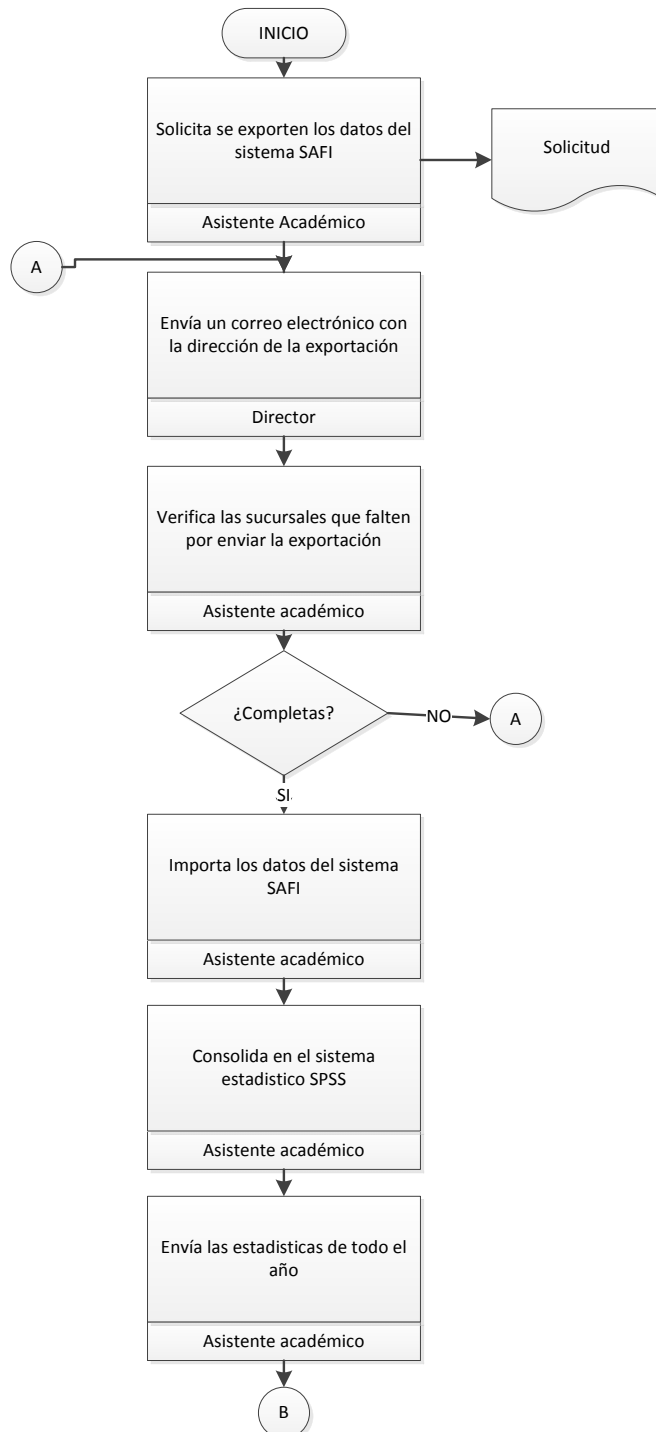 INICIO
Solicita se exporten los datos del
sistema SAFI
Asistente Académico
Solicitud
A
Envía un correo electrónico con
la dirección de la exportación
Director
Verifica las sucursales que falten
por enviar la exportación
Asistente académico
¿Completas?
NO
A
SI
Importa los datos del sistema
SAFI
Asistente académico
Consolida en el sistema
estadistico SPSS
Asistente académico
Envía las estadisticas de todo el
año
Asistente académico
B